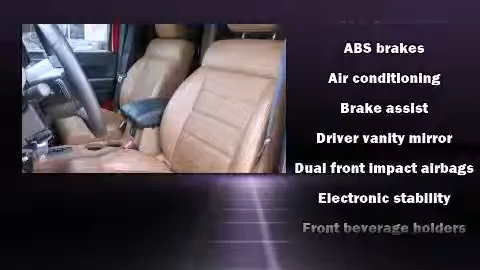 ABS brakes
Air conditioning
Brake assist
Driver vanity mirror
Dual front impact airbags
Electronic stability
Front beverage holders